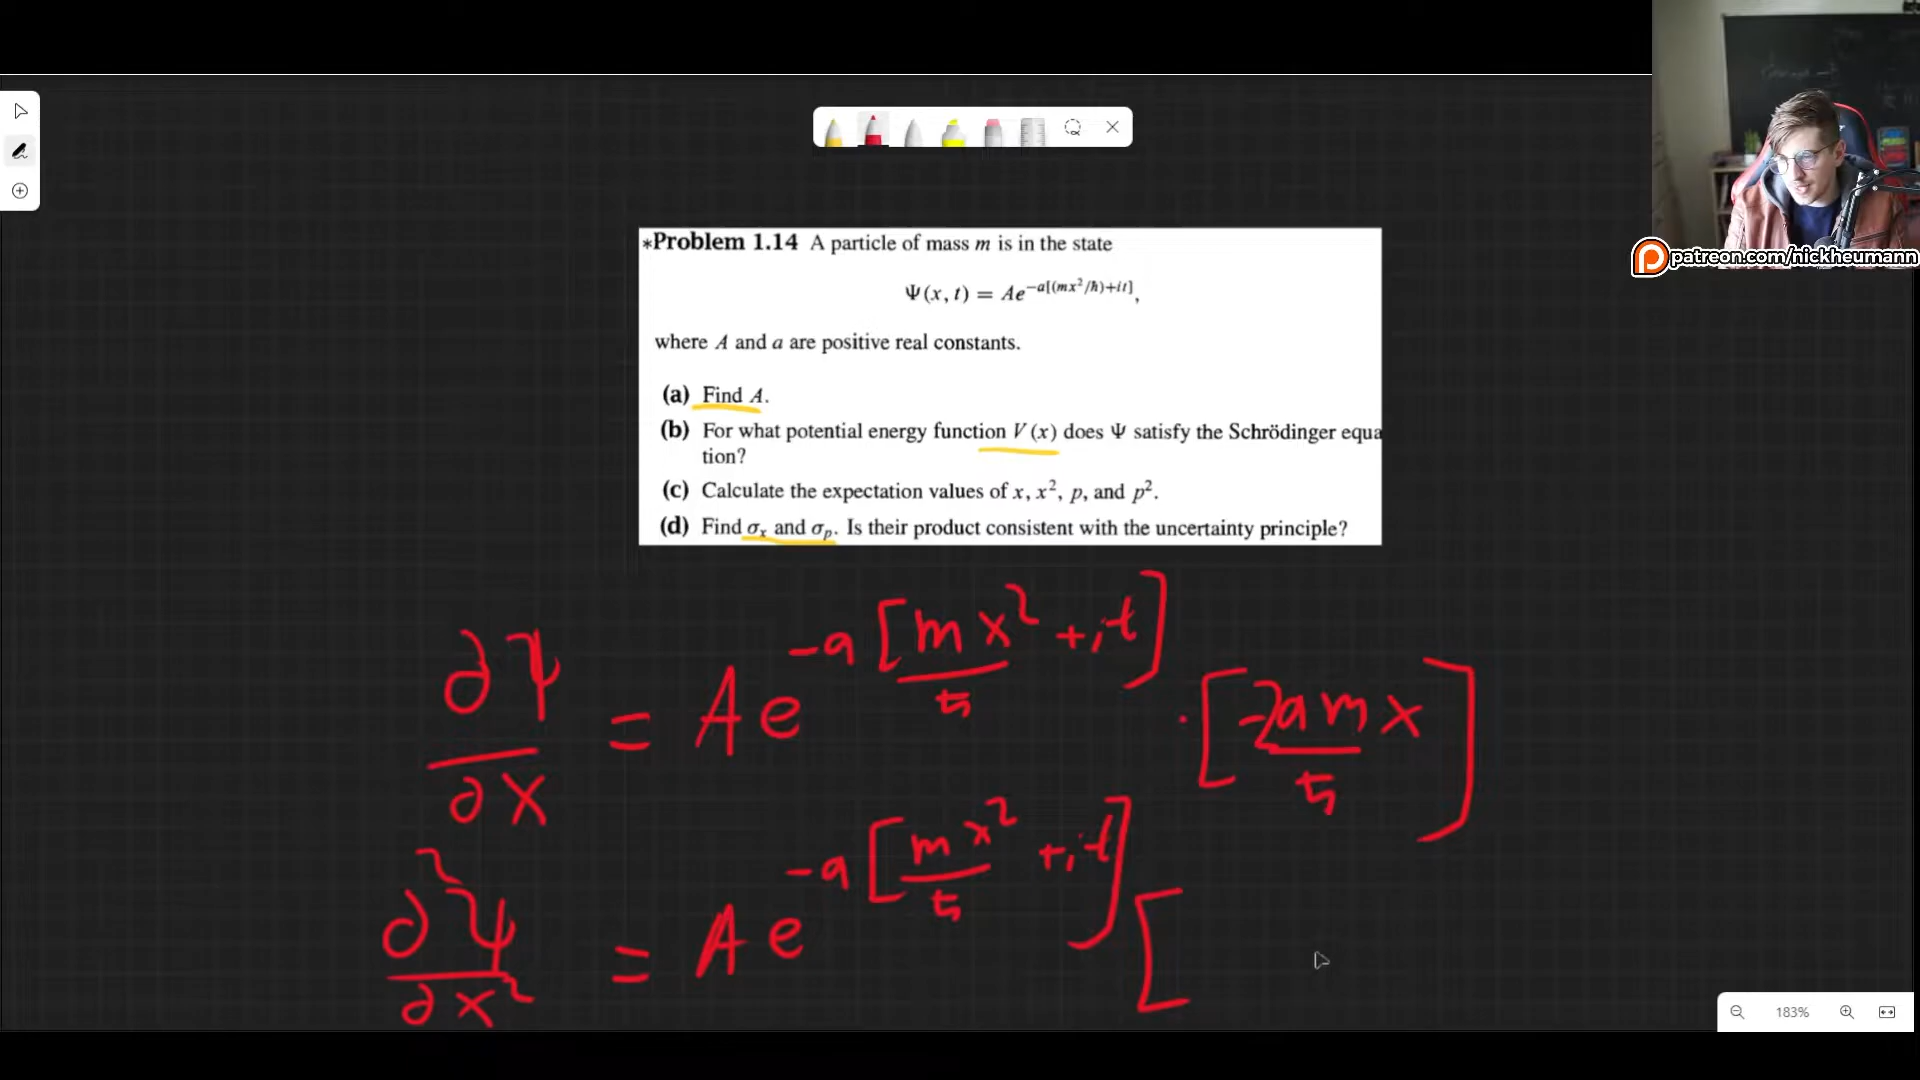 patreon.com/nickheumann
*Problem 1.14 A particle of mass m is in the state
Ψ(x, t) = Ae^{-a[(mx²/ħ)+it]},
where A and a are positive real constants.
(a) Find A.
(b) For what potential energy function V(x) does Ψ satisfy the Schrödinger equa
tion?
(c) Calculate the expectation values of x, x², p, and p².
(d) Find σₓ and σₚ. Is their product consistent with the uncertainty principle?
∂Ψ/∂x = Ae^{-a[mx²/ħ +it]} · [-2amx/ħ]
∂²Ψ/∂x² = Ae^{-a[mx²/ħ +it]} [
183%